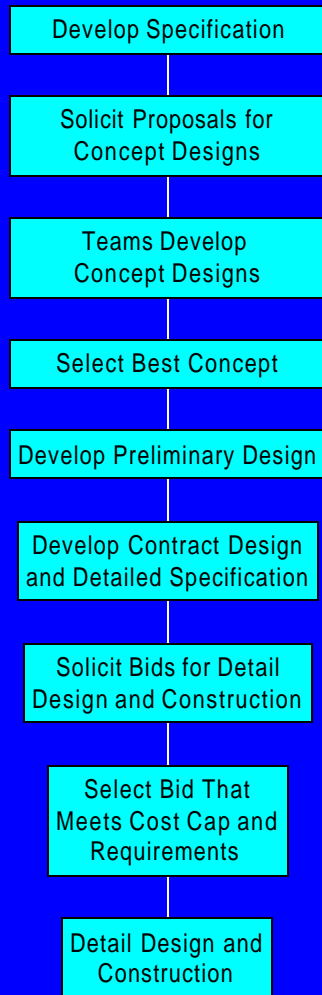 Develop Specification
Solicit Proposals for
Concept Designs
Teams Develop
Concept Designs
Select Best Concept
Develop Preliminary Design
Develop Contract Design
and Detailed Specification
Solicit Bids for Detail
Design and Construction
Select Bid That
Meets Cost Cap and
Requirements
Detail Design and
Construction